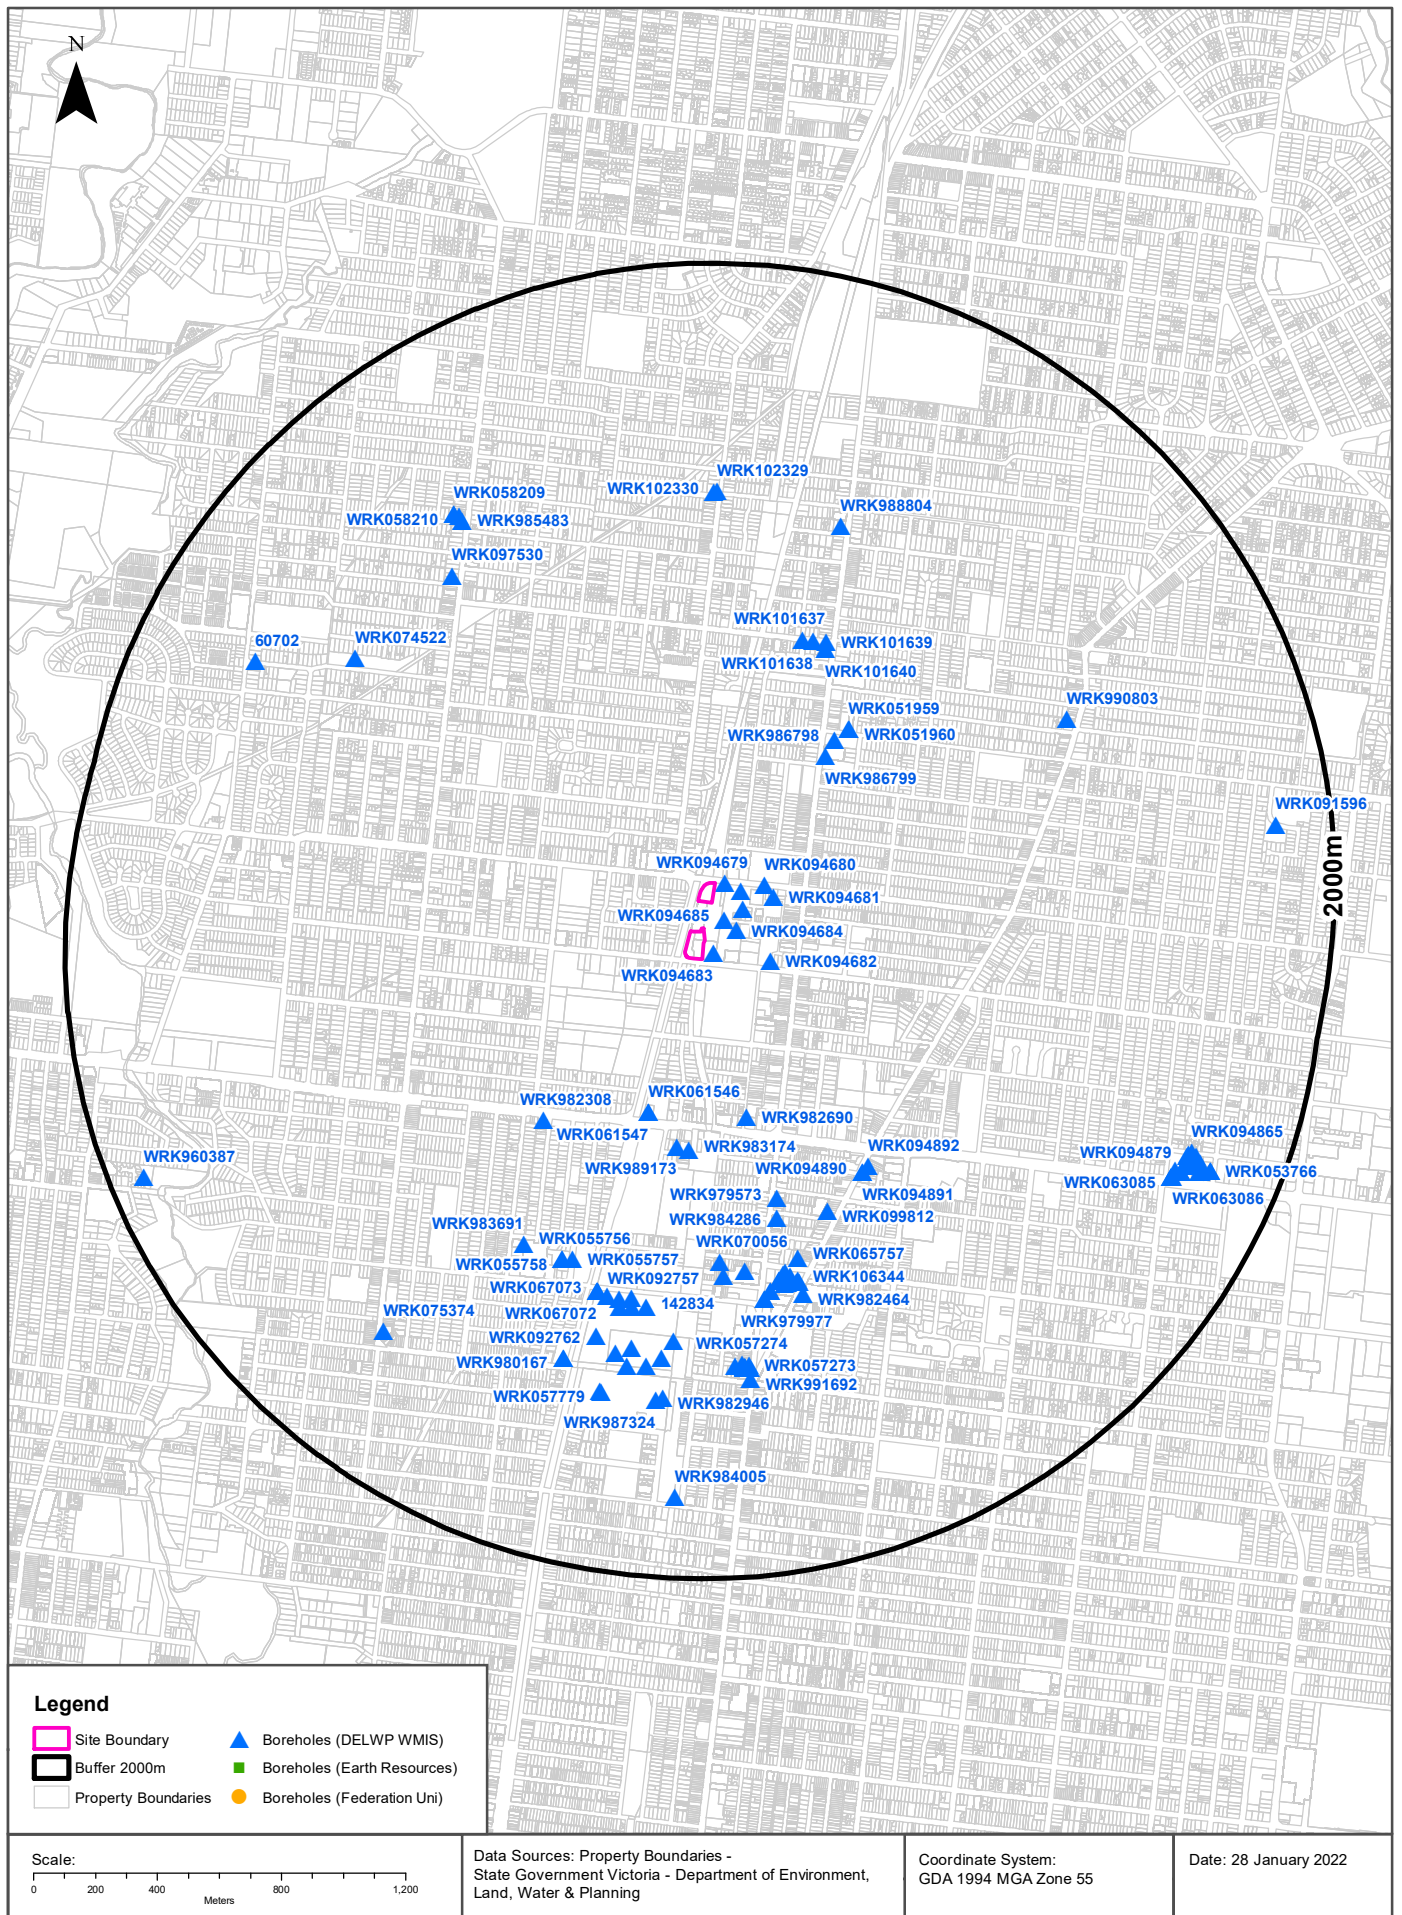 N
WRK102329
WRK102330
WRK058209
WRK058210
WRK985483
WRK988804
WRK097530
WRK101637
60702
WRK074522
WRK101639
WRK101638
WRK101640
WRK990803
WRK051959
WRK986798
WRK051960
WRK986799
WRK091596
2000m
WRK094679
WRK094680
WRK094681
WRK094685
WRK094684
WRK094682
WRK094683
WRK982308
WRK061546
WRK982690
WRK061547
WRK094865
WRK983174
WRK094892
WRK094879
WRK960387
WRK989173
WRK094890
WRK053766
WRK063085
WRK979573
WRK094891
WRK063086
WRK984286
WRK099812
WRK983691
WRK055756
WRK070056
WRK055758
WRK055757
WRK065757
WRK092757
WRK106344
WRK067073
142834
WRK982464
WRK075374
WRK067072
WRK979977
WRK092762
WRK057274
WRK980167
WRK057273
WRK991692
WRK057779
WRK982946
WRK987324
WRK984005
Legend
Site Boundary
Buffer 2000m
Property Boundaries
Boreholes (DELWP WMIS)
Boreholes (Earth Resources)
Boreholes (Federation Uni)
Scale:
0 200 400 800 1,200
Meters
Data Sources: Property Boundaries -
State Government Victoria - Department of Environment,
Land, Water & Planning
Coordinate System:
GDA 1994 MGA Zone 55
Date: 28 January 2022